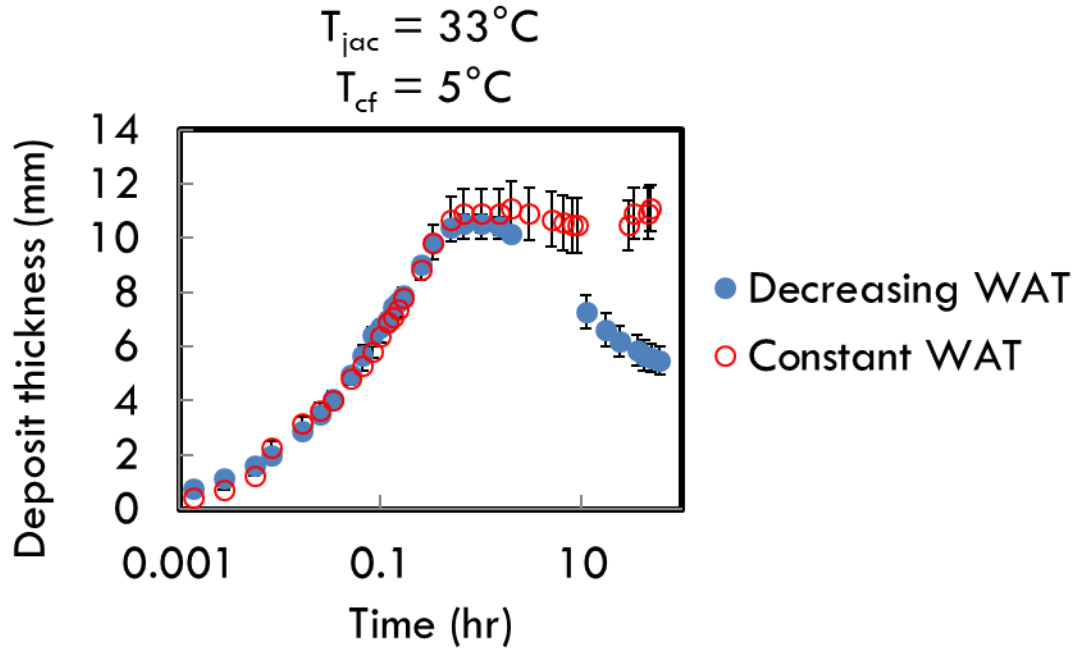 T_jac = 33°C
T_cf = 5°C
Deposit thickness (mm)
14
12
10
8
6
4
2
0
0.001 0.1 10
Time (hr)
Decreasing WAT
Constant WAT